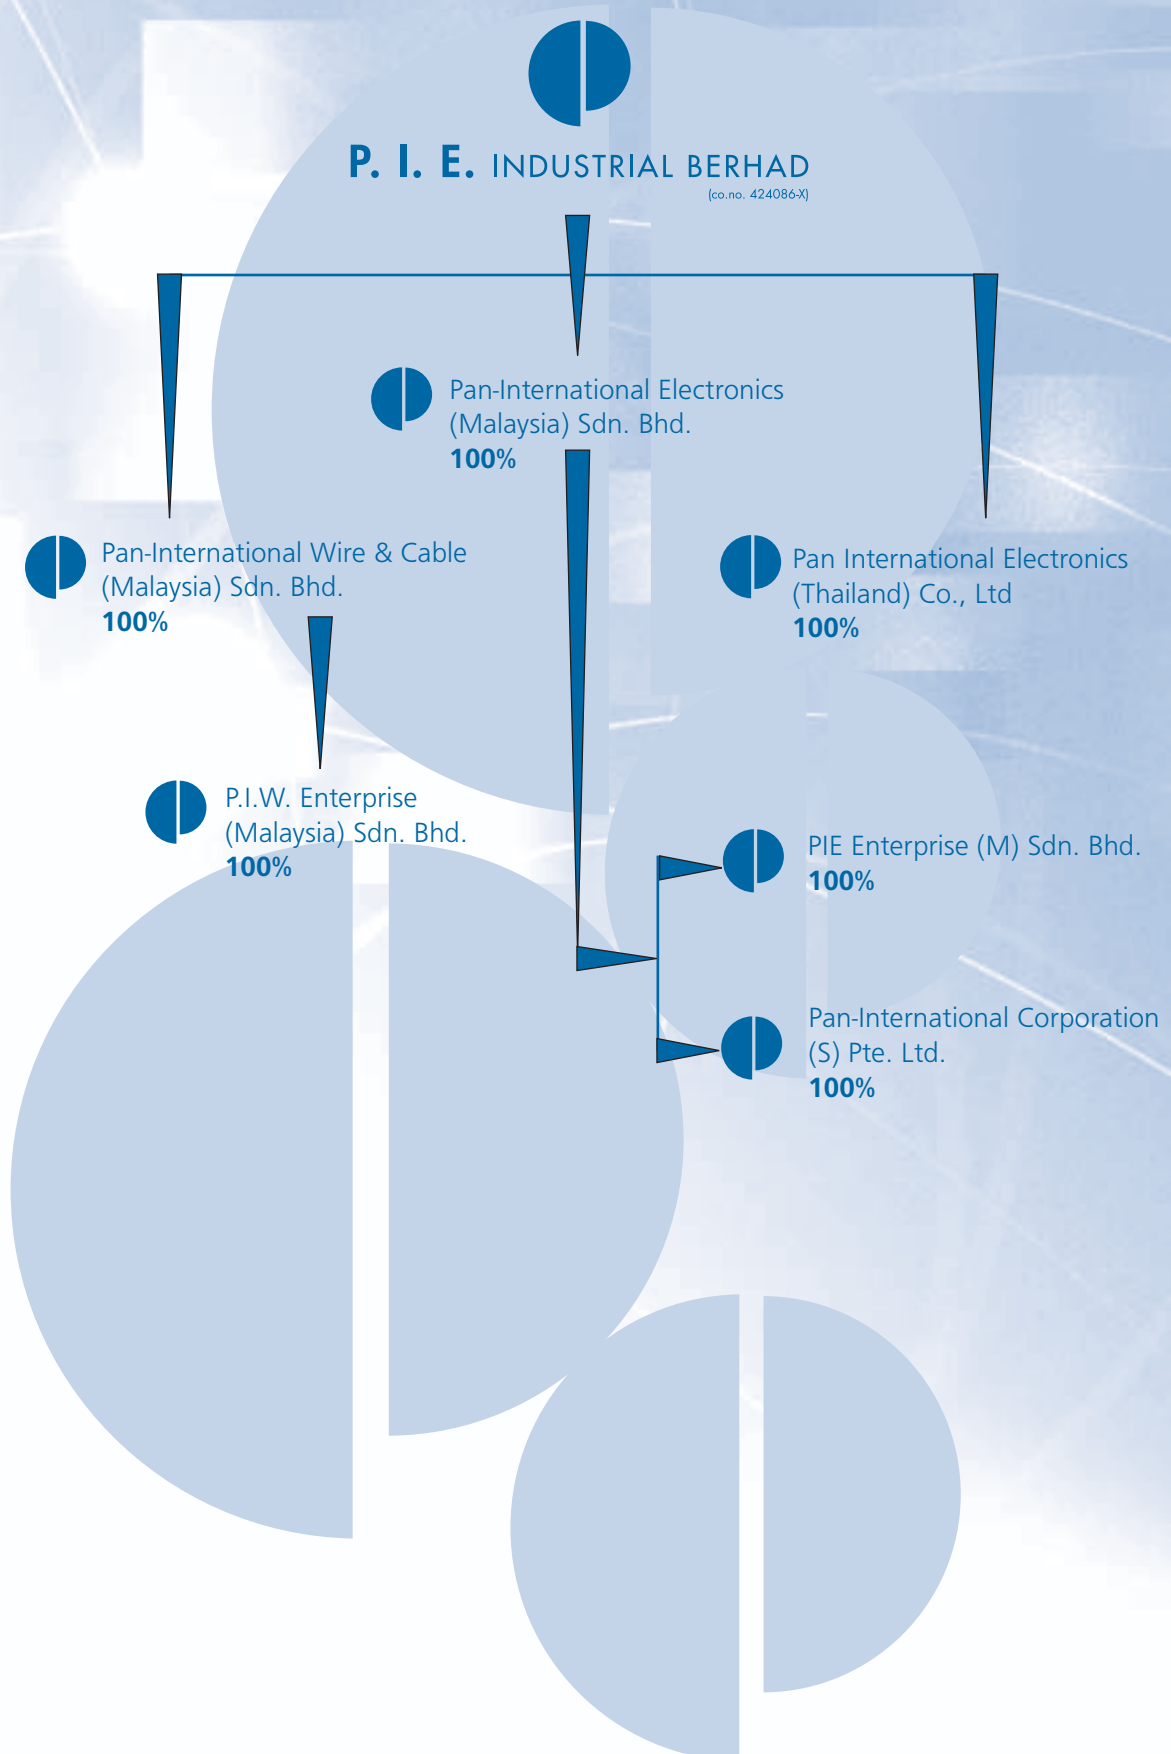 P. I. E. INDUSTRIAL BERHAD
(co.no. 424086-X)
Pan-International Electronics
(Malaysia) Sdn. Bhd.
100%
Pan-International Wire & Cable
(Malaysia) Sdn. Bhd.
100%
Pan International Electronics
(Thailand) Co., Ltd
100%
P.I.W. Enterprise
(Malaysia) Sdn. Bhd.
100%
PIE Enterprise (M) Sdn. Bhd.
100%
Pan-International Corporation
(S) Pte. Ltd.
100%